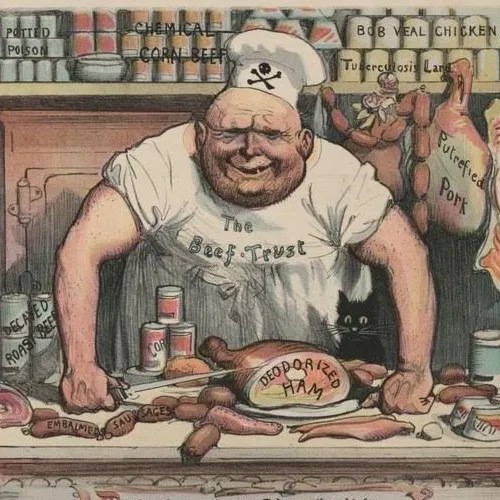 POTTED
POISON
CHEMICAL
CORN BEEF
BOB VEAL CHICKEN
Tuberculosis Lard
Putrefied
Pork
The
Beef-Trust
DECAYED
ROAST BEEF
COR
DEODORIZED
HAM
EMBALMED SAUSAGES